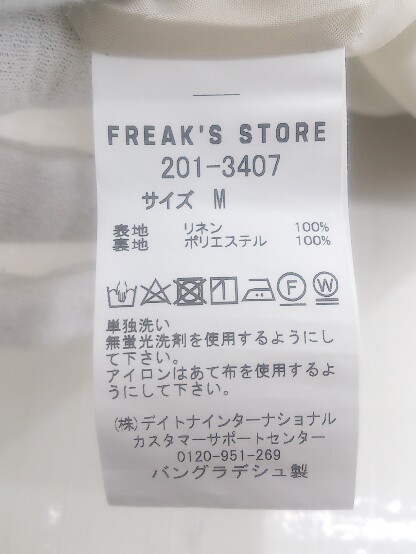 FREAK'S STORE
201-3407
サイズ M
表地 リネン 100%
裏地 ポリエステル 100%
F W
単独洗い
無蛍光洗剤を使用するようにし
て下さい。
アイロンはあて布を使用するよ
うにして下さい。
(株)デイトナインターナショナル
カスタマーサポートセンター
0120-951-269
バングラデシュ製